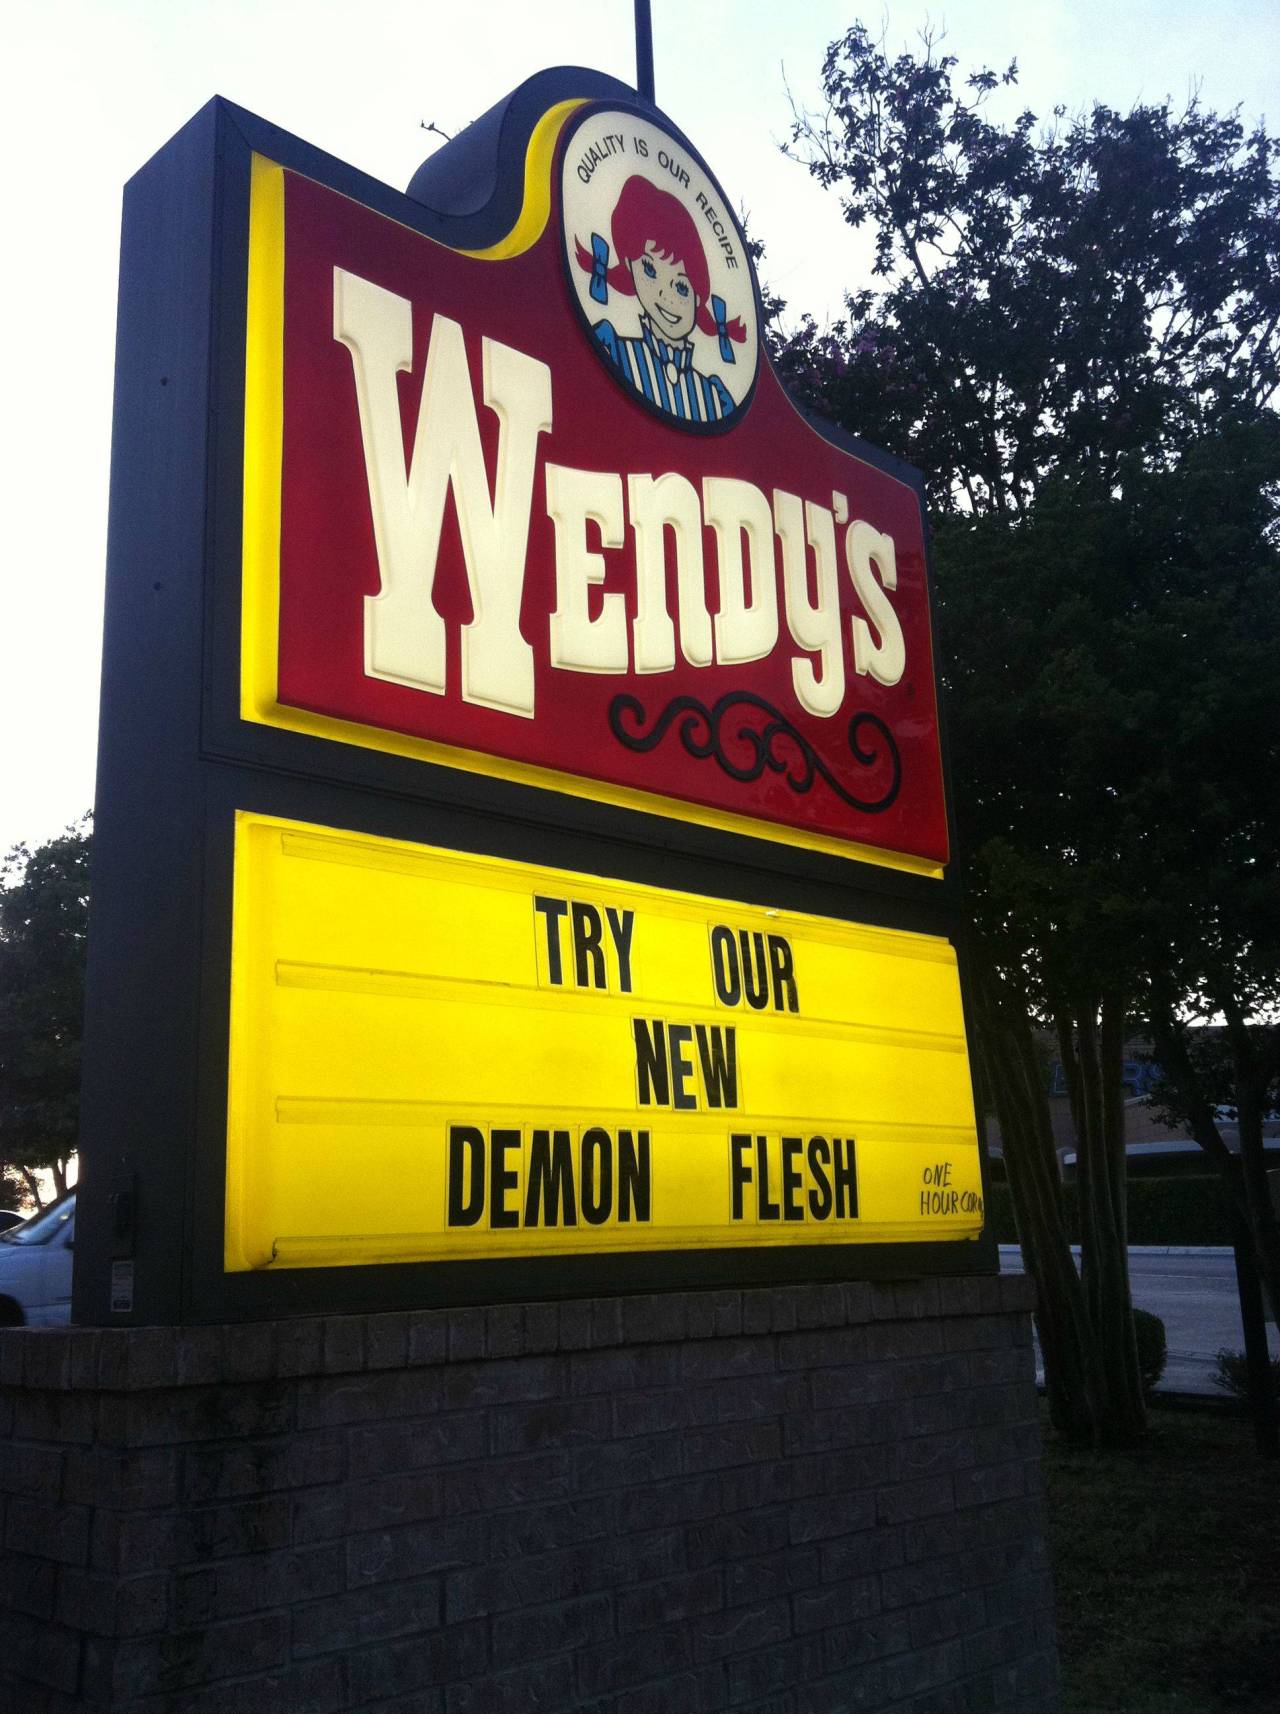 QUALITY IS OUR RECIPE
WENDY'S
TRY OUR
NEW
DEMON FLESH
ONE
HOUR